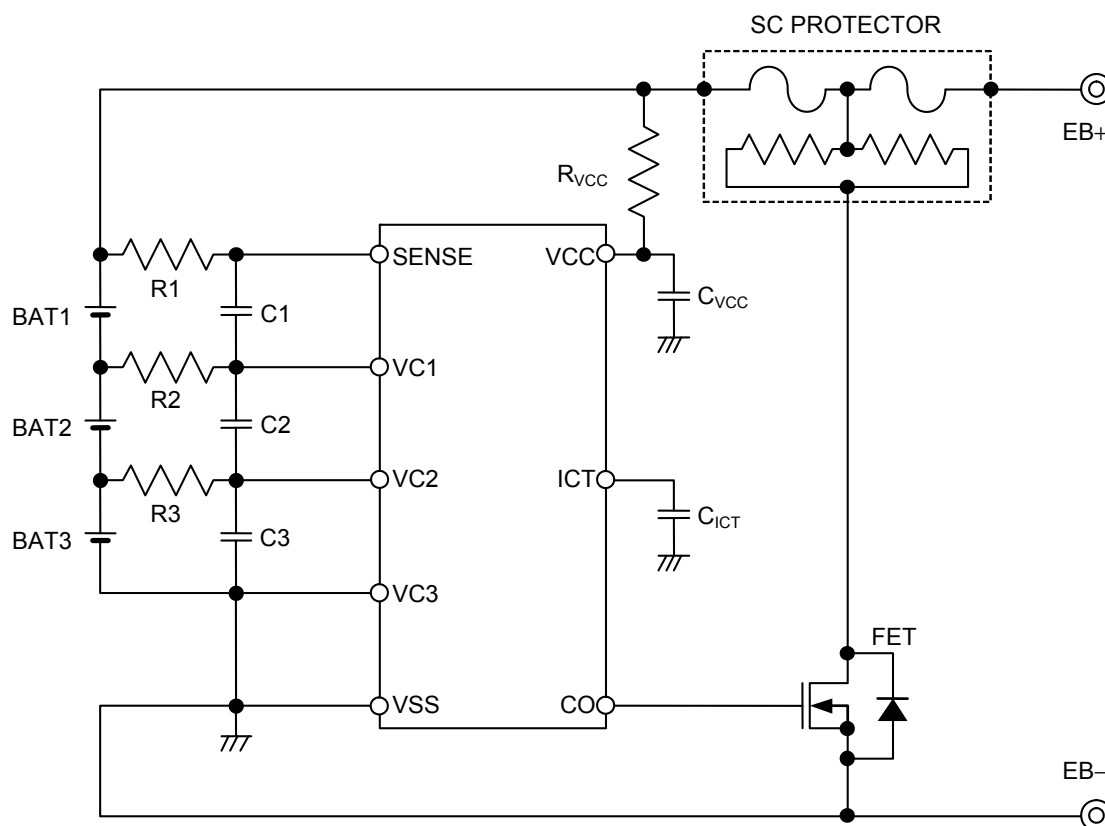 SC PROTECTOR
EB+
RVCC
SENSE
VCC
R1
CVCC
BAT1
C1
VC1
R2
BAT2
C2
VC2
ICT
R3
CICT
BAT3
C3
VC3
FET
VSS
CO
EB−